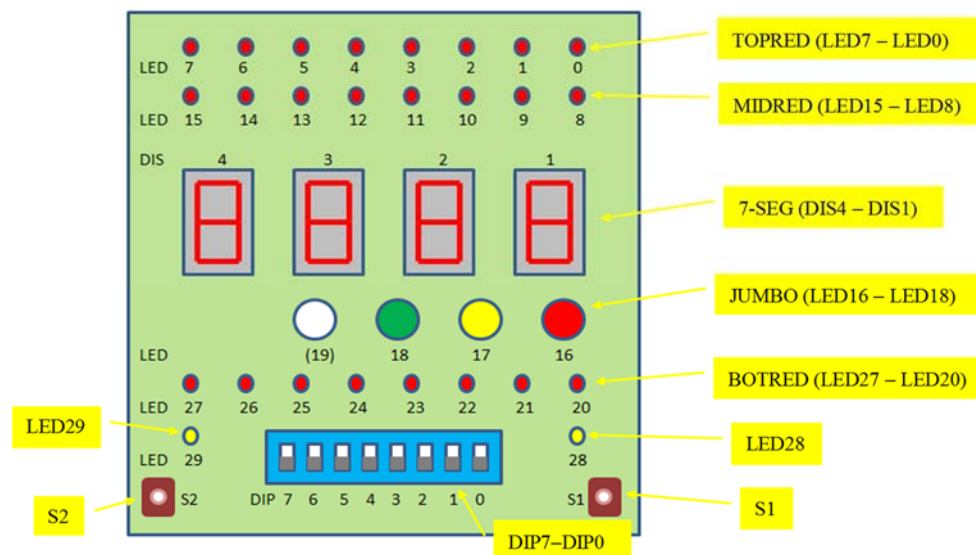 TOPRED (LED7 – LED0)
LED 7 6 5 4 3 2 1 0
MIDRED (LED15 – LED8)
LED 15 14 13 12 11 10 9 8
DIS 4 3 2 1
7-SEG (DIS4 – DIS1)
JUMBO (LED16 – LED18)
LED (19) 18 17 16
BOTRED (LED27 – LED20)
LED 27 26 25 24 23 22 21 20
LED29
LED28
LED 29 28
S2
S2 DIP 7 6 5 4 3 2 1 0 S1
S1
DIP7–DIP0